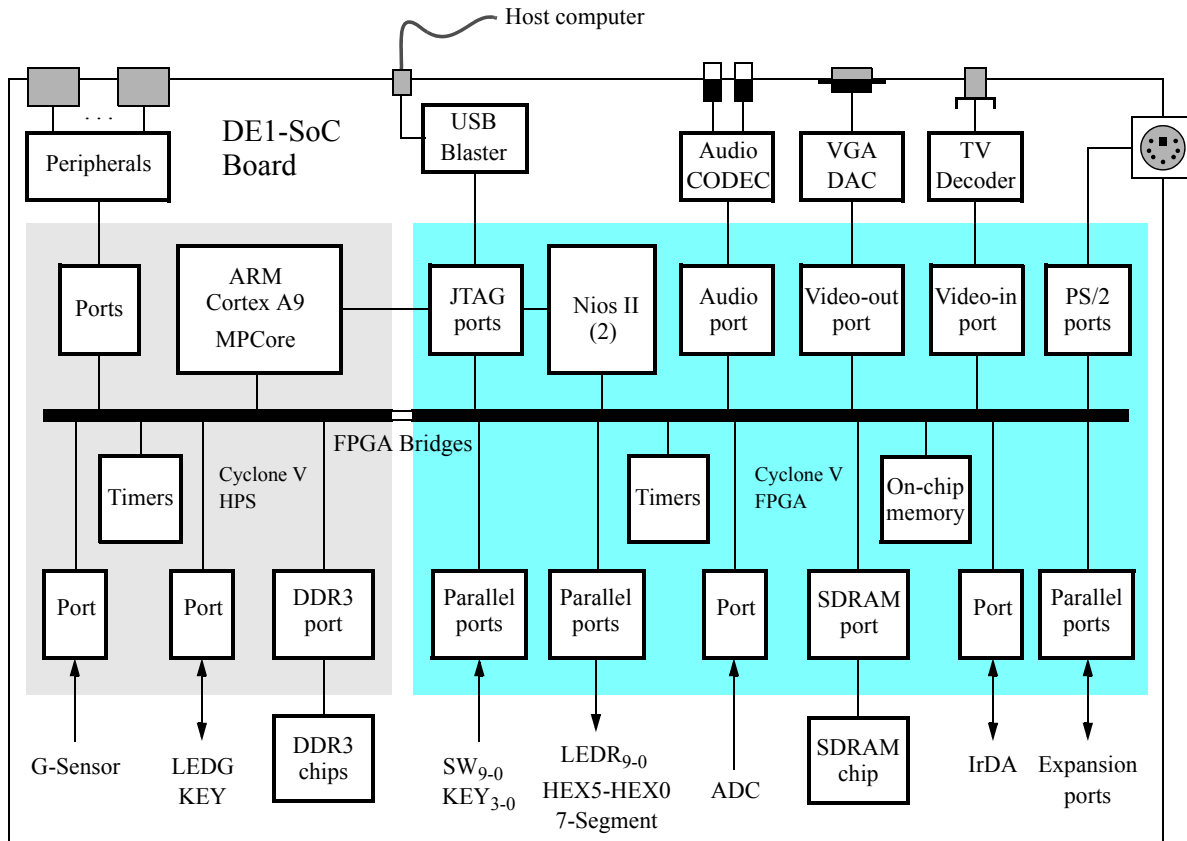 Host computer
DE1-SoC
Board
Peripherals
. . .
USB
Blaster
Audio
CODEC
VGA
DAC
TV
Decoder
Ports
ARM
Cortex A9
MPCore
JTAG
ports
Nios II
(2)
Audio
port
Video-out
port
Video-in
port
PS/2
ports
FPGA Bridges
Timers
Cyclone V
HPS
Timers
Cyclone V
FPGA
On-chip
memory
Port
Port
DDR3
port
Parallel
ports
Parallel
ports
Port
SDRAM
port
Port
Parallel
ports
G-Sensor
LEDG
KEY
DDR3
chips
SW9-0
KEY3-0
LEDR9-0
HEX5-HEX0
7-Segment
ADC
SDRAM
chip
IrDA
Expansion
ports